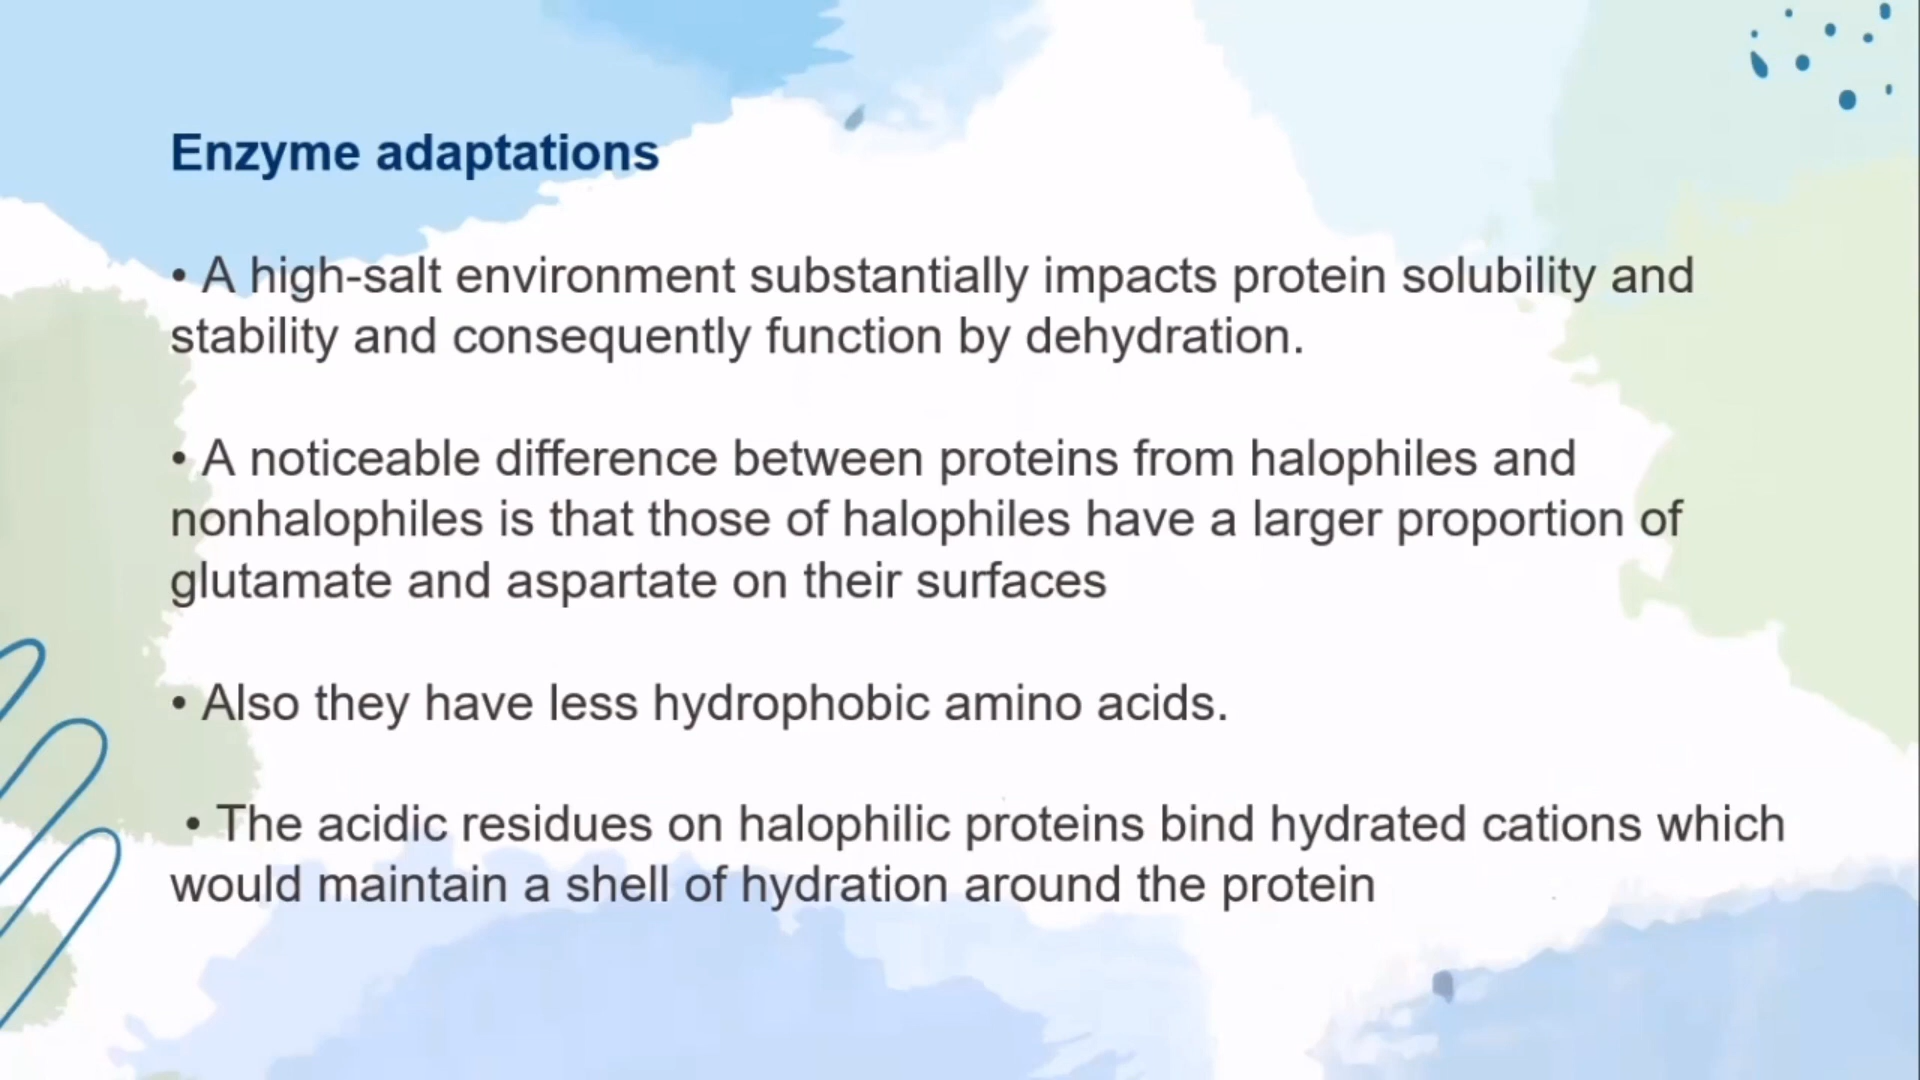 Enzyme adaptations
• A high-salt environment substantially impacts protein solubility and
stability and consequently function by dehydration.
• A noticeable difference between proteins from halophiles and
nonhalophiles is that those of halophiles have a larger proportion of
glutamate and aspartate on their surfaces
• Also they have less hydrophobic amino acids.
• The acidic residues on halophilic proteins bind hydrated cations which
would maintain a shell of hydration around the protein